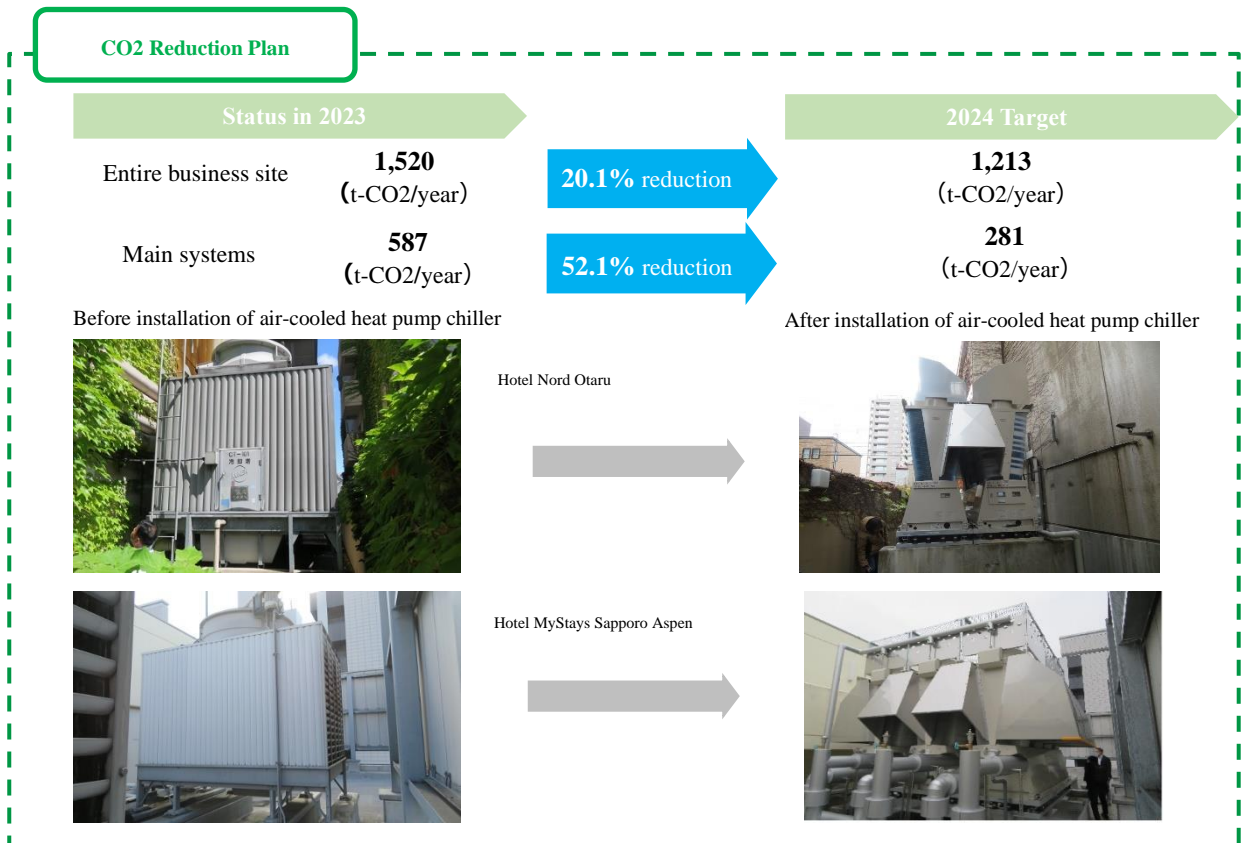 CO2 Reduction Plan
Status in 2023
2024 Target
Entire business site
1,520
(t-CO2/year)
20.1% reduction
1,213
(t-CO2/year)
Main systems
587
(t-CO2/year)
52.1% reduction
281
(t-CO2/year)
Before installation of air-cooled heat pump chiller
After installation of air-cooled heat pump chiller
Hotel Nord Otaru
Hotel MyStays Sapporo Aspen